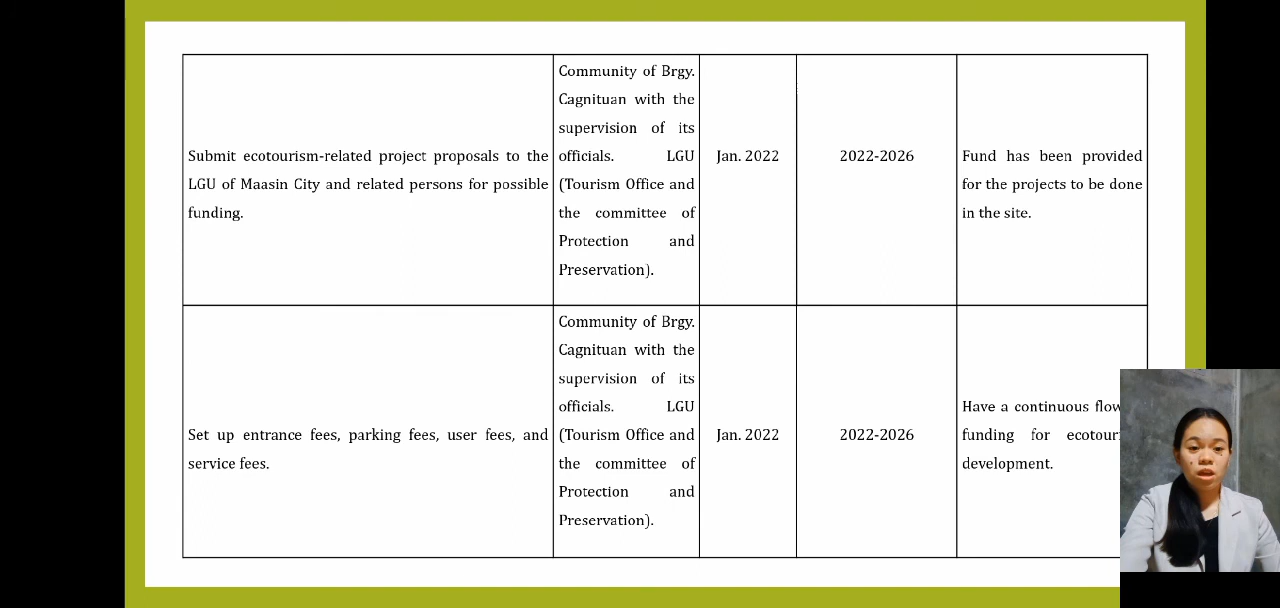 Submit ecotourism-related project proposals to the
LGU of Maasin City and related persons for possible
funding.
Community of Brgy.
Cagnituan with the
supervision of its
officials. LGU
(Tourism Office and
the committee of
Protection and
Preservation).
Jan. 2022
2022-2026
Fund has been provided
for the projects to be done
in the site.
Set up entrance fees, parking fees, user fees, and
service fees.
Community of Brgy.
Cagnituan with the
supervision of its
officials. LGU
(Tourism Office and
the committee of
Protection and
Preservation).
Jan. 2022
2022-2026
Have a continuous flow
funding for
development.